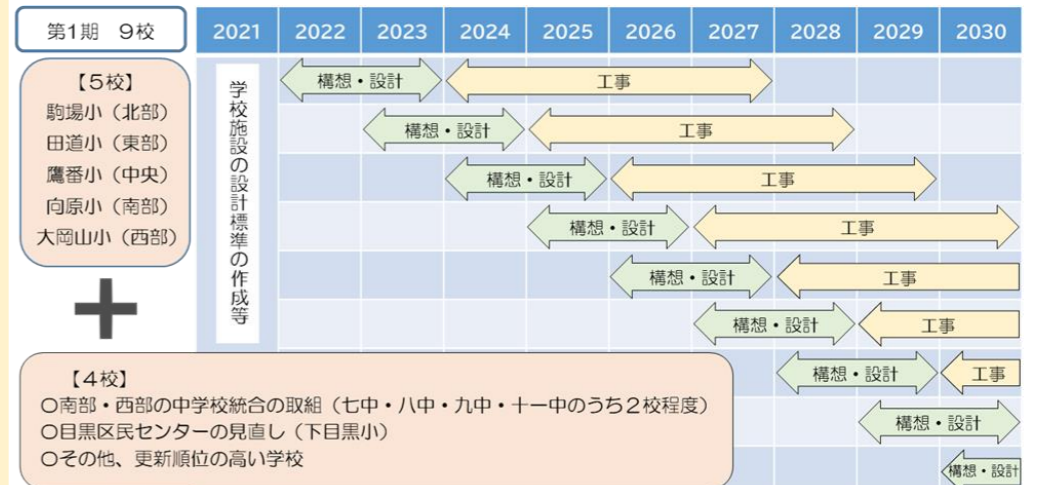 第1期 9校
2021 2022 2023 2024 2025 2026 2027 2028 2029 2030
【5校】
駒場小（北部）
田道小（東部）
鷹番小（中央）
向原小（南部）
大岡山小（西部）
+
学校施設の設計標準の作成等
構想・設計 工事
構想・設計 工事
構想・設計 工事
構想・設計 工事
構想・設計 工事
構想・設計 工事
構想・設計 工事
構想・設計
構想・設計
【4校】
○南部・西部の中学校統合の取組（七中・八中・九中・十一中のうち２校程度）
○目黒区民センターの見直し（下目黒小）
○その他、更新順位の高い学校